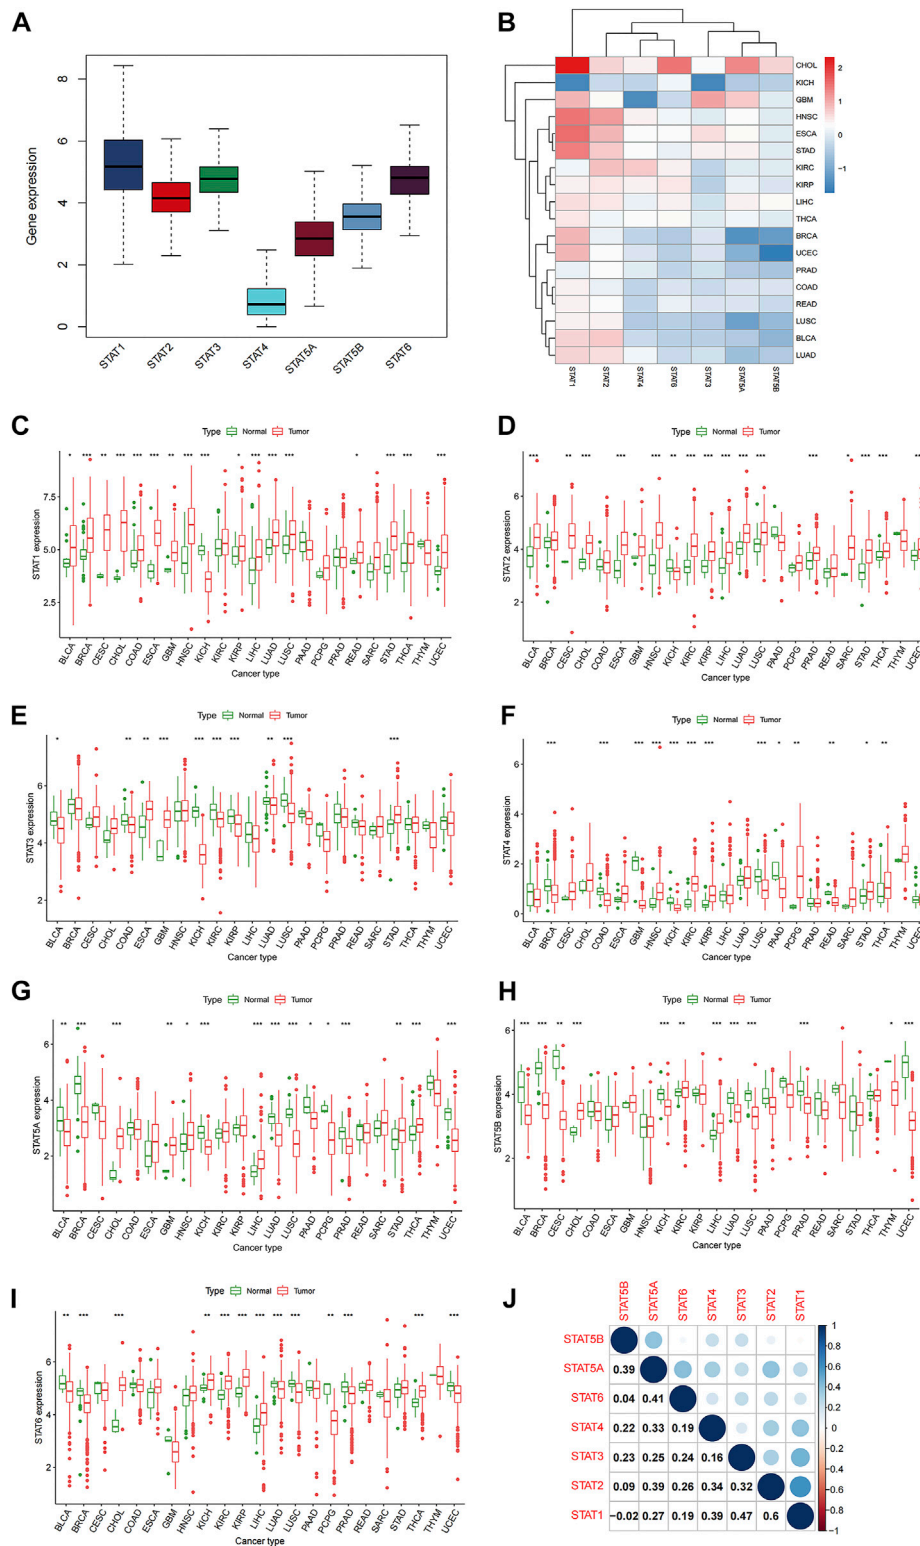 A
Gene expression
8
6
4
2
0
STAT1
STAT2
STAT3
STAT4
STAT5A
STAT5B
STAT6
B
CHOL
KICH
GBM
HNSC
ESCA
STAD
KIRC
KIRP
LIHC
THCA
BRCA
UCEC
PRAD
COAD
READ
LUSC
BLCA
LUAD
STAT1
STAT2
STAT4
STAT6
STAT3
STAT5A
STAT5B
2
1
0
−1
C
Type Normal Tumor
STAT1 expression
7.5
5.0
2.5
BLCA BRCA CESC CHOL COAD ESCA GBM HNSC KICH KIRC KIRP LIHC LUAD LUSC PAAD PCPG PRAD READ SARC STAD THCA THYM UCEC
Cancer type
D
Type Normal Tumor
STAT2 expression
6
4
2
BLCA BRCA CESC CHOL COAD ESCA GBM HNSC KICH KIRC KIRP LIHC LUAD LUSC PAAD PCPG PRAD READ SARC STAD THCA THYM UCEC
Cancer type
E
Type Normal Tumor
STAT3 expression
6
4
2
BLCA BRCA CESC CHOL COAD ESCA GBM HNSC KICH KIRC KIRP LIHC LUAD LUSC PAAD PCPG PRAD READ SARC STAD THCA THYM UCEC
Cancer type
F
Type Normal Tumor
STAT4 expression
6
4
2
0
BLCA BRCA CESC CHOL COAD ESCA GBM HNSC KICH KIRC KIRP LIHC LUAD LUSC PAAD PCPG PRAD READ SARC STAD THCA THYM UCEC
Cancer type
G
Type Normal Tumor
STAT5A expression
6
4
2
BLCA BRCA CESC CHOL COAD ESCA GBM HNSC KICH KIRC KIRP LIHC LUAD LUSC PAAD PCPG PRAD READ SARC STAD THCA THYM UCEC
Cancer type
H
Type Normal Tumor
STAT5B expression
6
4
2
BLCA BRCA CESC CHOL COAD ESCA GBM HNSC KICH KIRC KIRP LIHC LUAD LUSC PAAD PCPG PRAD READ SARC STAD THCA THYM UCEC
Cancer type
I
Type Normal Tumor
STAT6 expression
6
4
2
BLCA BRCA CESC CHOL COAD ESCA GBM HNSC KICH KIRC KIRP LIHC LUAD LUSC PAAD PCPG PRAD READ SARC STAD THCA THYM UCEC
Cancer type
J
STAT5B STAT5A STAT6 STAT4 STAT3 STAT2 STAT1
STAT5B
STAT5A 0.39
STAT6 0.04 0.41
STAT4 0.22 0.33 0.19
STAT3 0.23 0.25 0.24 0.16
STAT2 0.09 0.39 0.26 0.34 0.32
STAT1 −0.02 0.27 0.19 0.39 0.47 0.6
1
0.8
0.6
0.4
0.2
0
−0.2
−0.4
−0.6
−0.8
−1